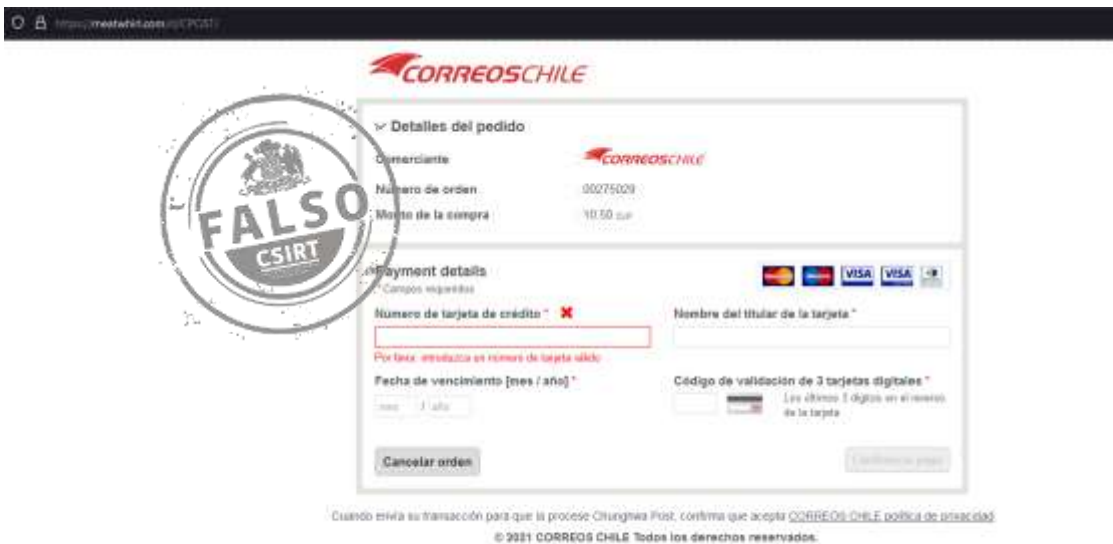 CORREOSCHILE
Detalles del pedido
Comerciante
CORREOSCHILE
Número de orden
00275029
Monto de la compra
10.50
FALSO
CSIRT
Payment details
* Campos requeridos
VISA VISA
Numero de tarjeta de crédito *
Nombre del titular de la tarjeta *
Por favor, introduzca un número de tarjeta válido
Fecha de vencimiento [mes / año] *
Código de validación de 3 tarjetas digitales *
mes / año
Los últimos 3 dígitos en el reverso
de la tarjeta
Cancelar orden
Cuando envía su transacción para que la procese Chunghwa Post, confirma que acepta CORREOS CHILE política de privacidad
© 2021 CORREOS CHILE Todos los derechos reservados.